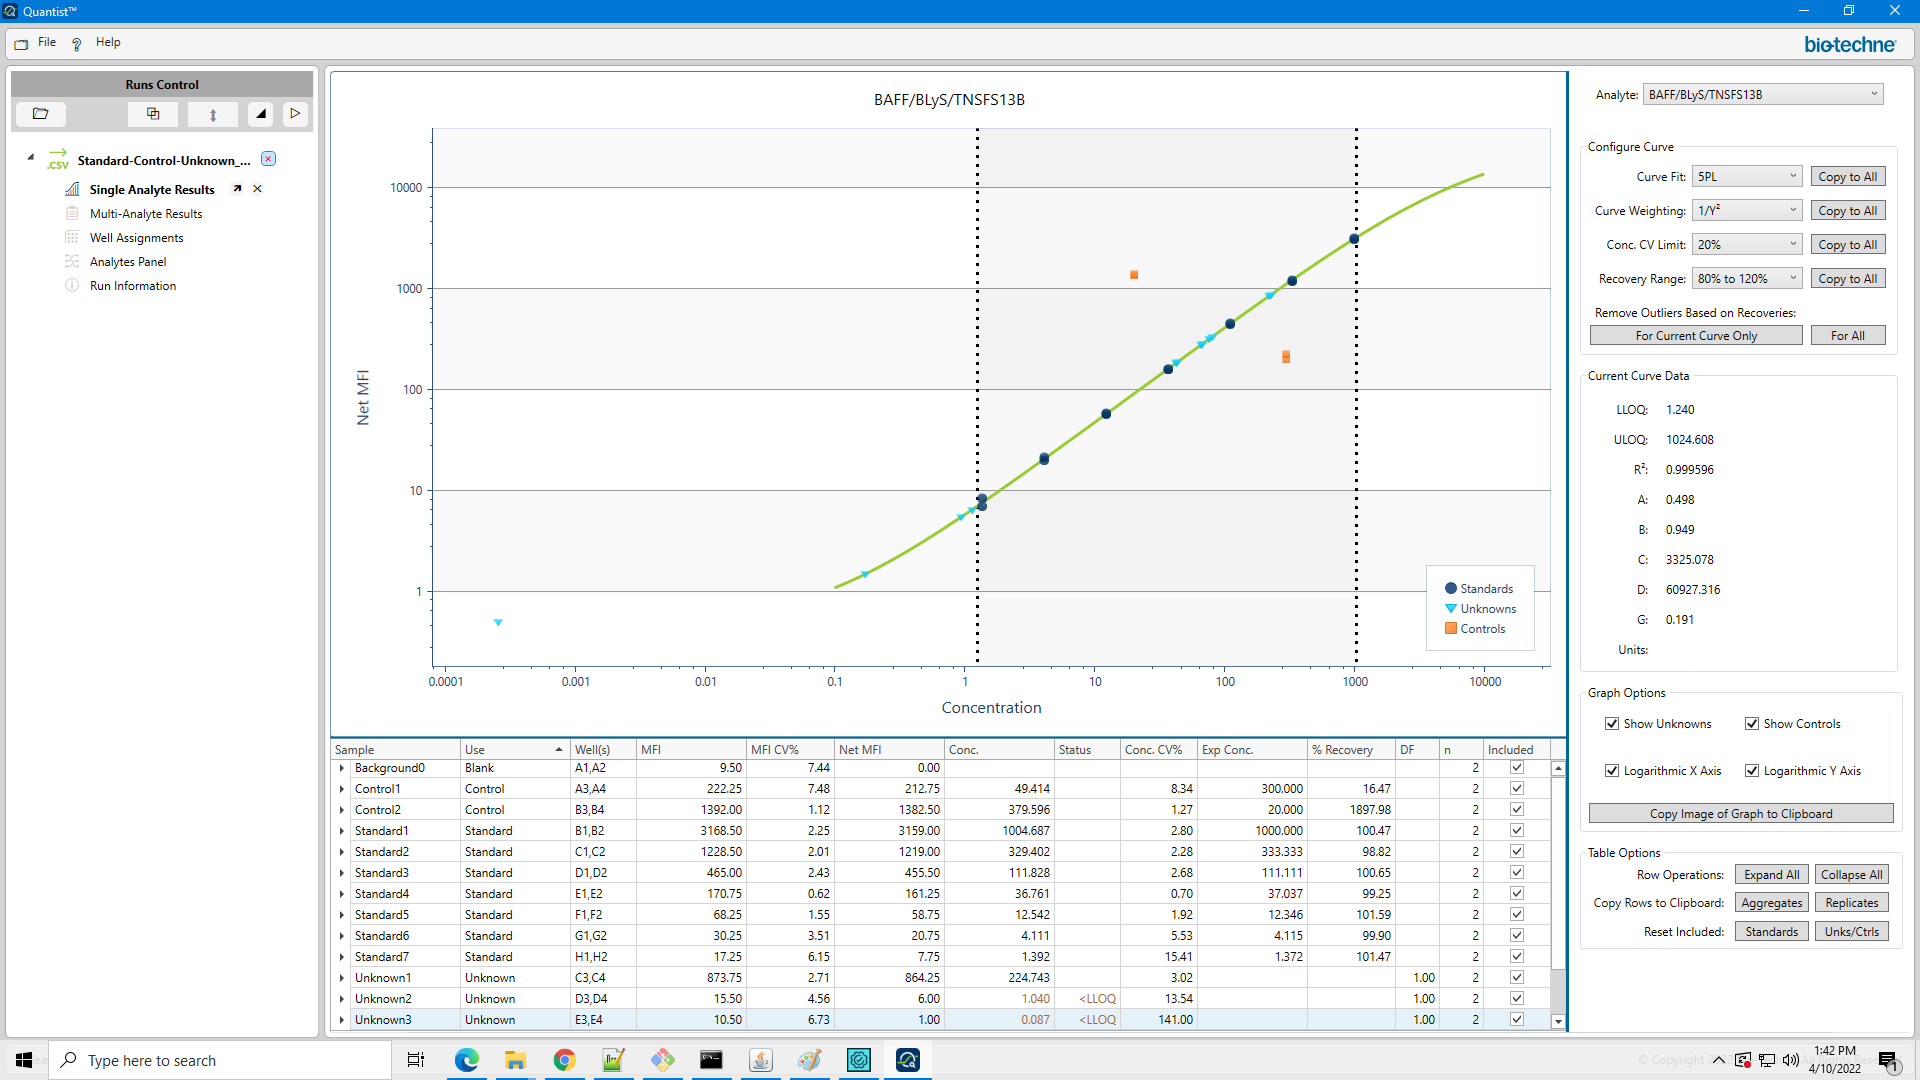 Quantist™
File Help
bio-techne
Runs Control
Standard-Control-Unknown_...
.CSV
Single Analyte Results
Multi-Analyte Results
Well Assignments
Analytes Panel
Run Information
BAFF/BLyS/TNSFS13B
Net MFI
10000
1000
100
10
1
Standards
Unknowns
Controls
0.0001 0.001 0.01 0.1 1 10 100 1000 10000
Concentration
Sample Use Well(s) MFI MFI CV% Net MFI Conc. Status Conc. CV% Exp Conc. % Recovery DF n Included
Background0 Blank A1,A2 9.50 7.44 0.00 2
Control1 Control A3,A4 222.25 7.48 212.75 49.414 8.34 300.000 16.47 2
Control2 Control B3,B4 1392.00 1.12 1382.50 379.596 1.27 20.000 1897.98 2
Standard1 Standard B1,B2 3168.50 2.25 3159.00 1004.687 2.80 1000.000 100.47 2
Standard2 Standard C1,C2 1228.50 2.01 1219.00 329.402 2.28 333.333 98.82 2
Standard3 Standard D1,D2 465.00 2.43 455.50 111.828 2.68 111.111 100.65 2
Standard4 Standard E1,E2 170.75 0.62 161.25 36.761 0.70 37.037 99.25 2
Standard5 Standard F1,F2 68.25 1.55 58.75 12.542 1.92 12.346 101.59 2
Standard6 Standard G1,G2 30.25 3.51 20.75 4.111 5.53 4.115 99.90 2
Standard7 Standard H1,H2 17.25 6.15 7.75 1.392 15.41 1.372 101.47 2
Unknown1 Unknown C3,C4 873.75 2.71 864.25 224.743 3.02 1.00 2
Unknown2 Unknown D3,D4 15.50 4.56 6.00 1.040 <LLOQ 13.54 1.00 2
Unknown3 Unknown E3,E4 10.50 6.73 1.00 0.087 <LLOQ 141.00 1.00 2
Analyte: BAFF/BLyS/TNSFS13B
Configure Curve
Curve Fit: 5PL Copy to All
Curve Weighting: 1/Y² Copy to All
Conc. CV Limit: 20% Copy to All
Recovery Range: 80% to 120% Copy to All
Remove Outliers Based on Recoveries:
For Current Curve Only For All
Current Curve Data
LLOQ: 1.240
ULOQ: 1024.608
R²: 0.999596
A: 0.498
B: 0.949
C: 3325.078
D: 60927.316
G: 0.191
Units:
Graph Options
Show Unknowns Show Controls
Logarithmic X Axis Logarithmic Y Axis
Copy Image of Graph to Clipboard
Table Options
Row Operations: Expand All Collapse All
Copy Rows to Clipboard: Aggregates Replicates
Reset Included: Standards Unks/Ctrls
Type here to search
© Copyright
1:42 PM
4/10/2022
1